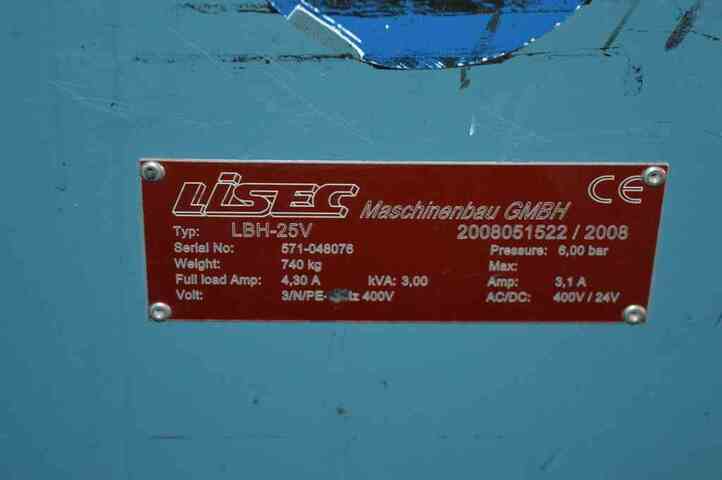 LiSEC Maschinenbau GMBH CE
Typ: LBH-25V 2008051522 / 2008
Serial No: 571-048076 Pressure: 6,00 bar
Weight: 740 kg Max:
Full load Amp: 4,30 A kVA: 3,00 Amp: 3,1 A
Volt: 3/N/PE- 400V AC/DC: 400V / 24V